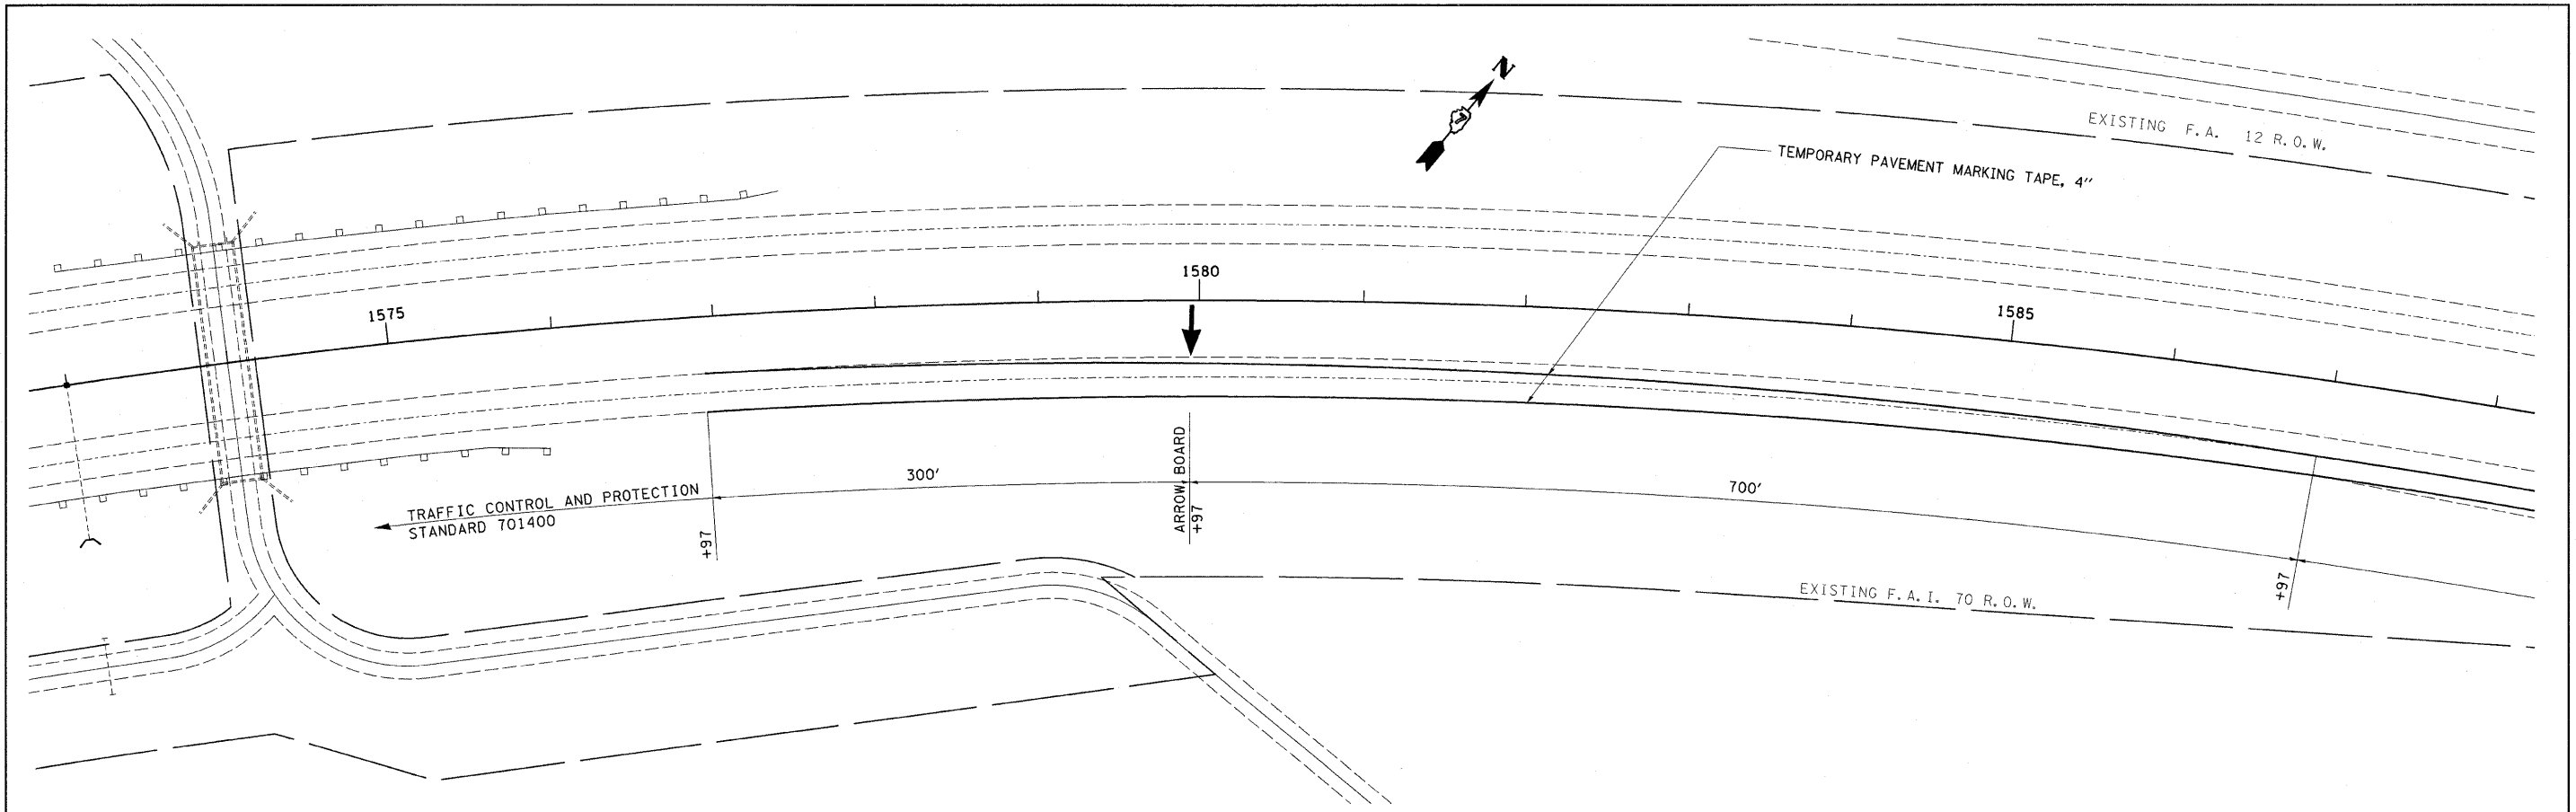 N
7
EXISTING F.A. 12 R.O.W.
TEMPORARY PAVEMENT MARKING TAPE, 4"
1580
1575
1585
ARROW BOARD
+97
300'
700'
TRAFFIC CONTROL AND PROTECTION
STANDARD 701400
+97
+97
EXISTING F.A.I. 70 R.O.W.